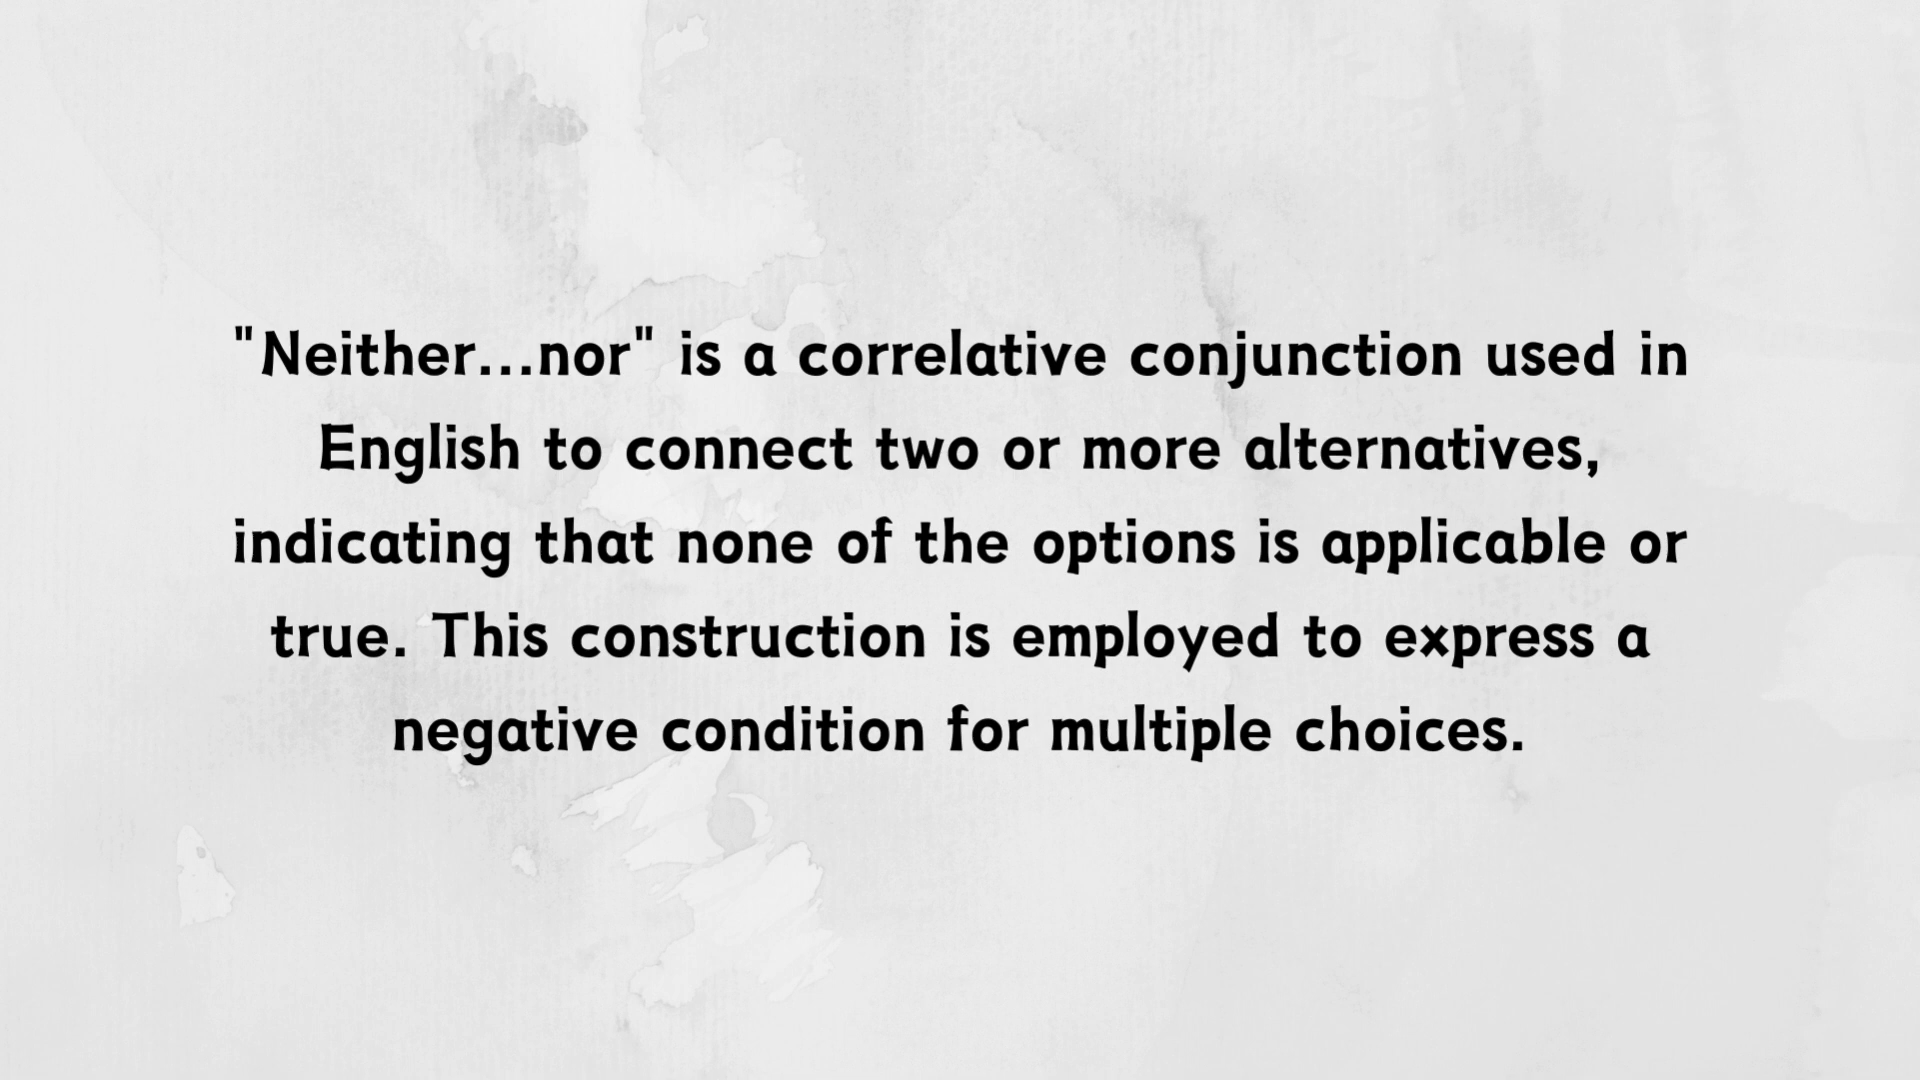 "Neither...nor" is a correlative conjunction used in
English to connect two or more alternatives,
indicating that none of the options is applicable or
true. This construction is employed to express a
negative condition for multiple choices.